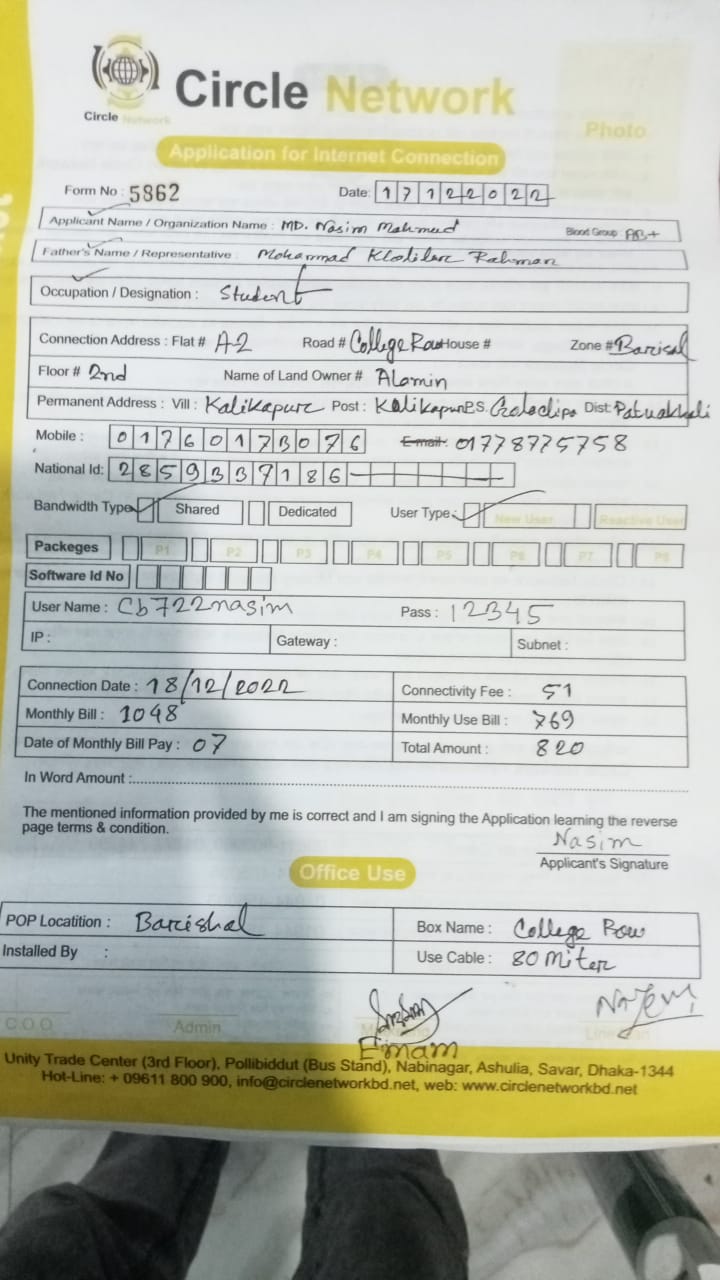 Circle Network
Circle Network
Photo
Application for Internet Connection
Form No : 5862 Date: 17122022
Applicant Name / Organization Name : MD. Nasim Mahmud Blood Group : AB+
Father's Name / Representative : Mohammad Rahman
Occupation / Designation : Student
Connection Address : Flat # A2 Road # College Row House # Zone # Barisal
Floor # 2nd Name of Land Owner # Alamin
Permanent Address : Vill : Kalikapur Post : Kalikapur P.S. Galachipa Dist: Patuakhali
Mobile : 01760173076 Email: 01778775758
National Id: 2859337186
Bandwidth Type Shared Dedicated User Type: New User Reactive User
Packeges P1 P2 P3 P4 P5 P6 P7 P8
Software Id No
User Name : Cb722nasim Pass : 12345
IP : Gateway : Subnet :
Connection Date : 18/12/2022 Connectivity Fee : 51
Monthly Bill : 1048 Monthly Use Bill : 769
Date of Monthly Bill Pay : 07 Total Amount : 820
In Word Amount :
The mentioned information provided by me is correct and I am signing the Application learning the reverse
page terms & condition.
Nasim
Applicant's Signature
Office Use
POP Locatition : Barishal Box Name : College Row
Installed By : Use Cable : 80 Miter
C.O.O Admin
Emam
Unity Trade Center (3rd Floor), Pollibiddut (Bus Stand), Nabinagar, Ashulia, Savar, Dhaka-1344
Hot-Line: + 09611 800 900, info@circlenetworkbd.net, web: www.circlenetworkbd.net